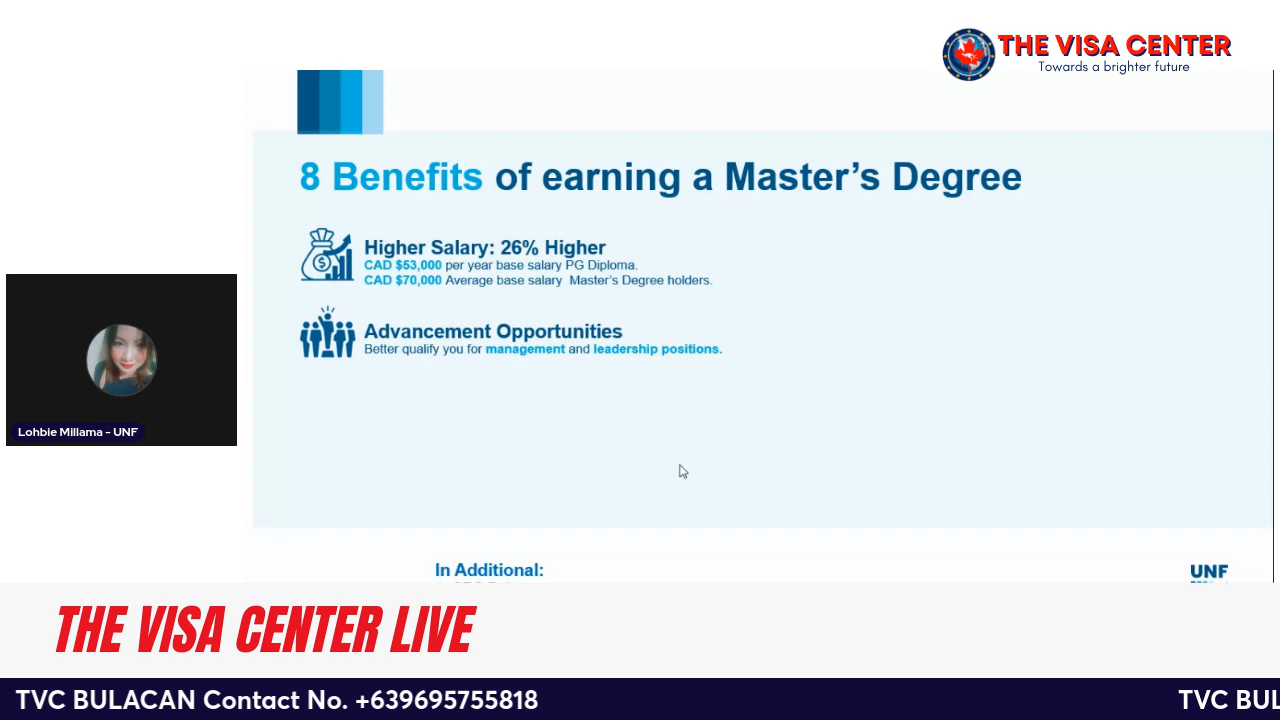 THE VISA CENTER
Towards a brighter future
8 Benefits of earning a Master's Degree
Higher Salary: 26% Higher
CAD $53,000 per year base salary PG Diploma.
CAD $70,000 Average base salary Master's Degree holders.
Advancement Opportunities
Better qualify you for management and leadership positions.
Lohbie Millama - UNF
In Additional:
UNF
THE VISA CENTER LIVE
TVC BULACAN Contact No. +639695755818
TVC BUL